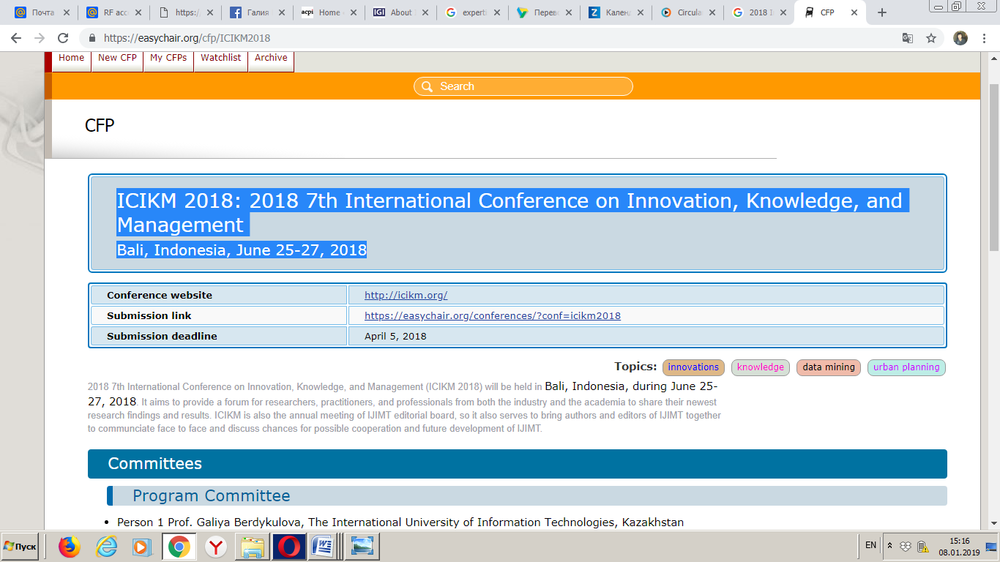 Почта
RF acc
https:/
Галия
acpi Home
IGI About
expert
Перев
Z Кален
Circula
2018 I
CFP
https://easychair.org/cfp/ICIKM2018
Home New CFP My CFPs Watchlist Archive
Search
CFP
ICIKM 2018: 2018 7th International Conference on Innovation, Knowledge, and
Management
Bali, Indonesia, June 25-27, 2018
Conference website http://icikm.org/
Submission link https://easychair.org/conferences/?conf=icikm2018
Submission deadline April 5, 2018
Topics: innovations knowledge data mining urban planning
2018 7th International Conference on Innovation, Knowledge, and Management (ICIKM 2018) will be held in Bali, Indonesia, during June 25-
27, 2018. It aims to provide a forum for researchers, practitioners, and professionals from both the industry and the academia to share their newest
research findings and results. ICIKM is also the annual meeting of IJIMT editorial board, so it also serves to bring authors and editors of IJIMT together
to communciate face to face and discuss chances for possible cooperation and future development of IJIMT.
Committees
Program Committee
• Person 1 Prof. Galiya Berdykulova, The International University of Information Technologies, Kazakhstan
Пуск
EN
15:16
08.01.2019